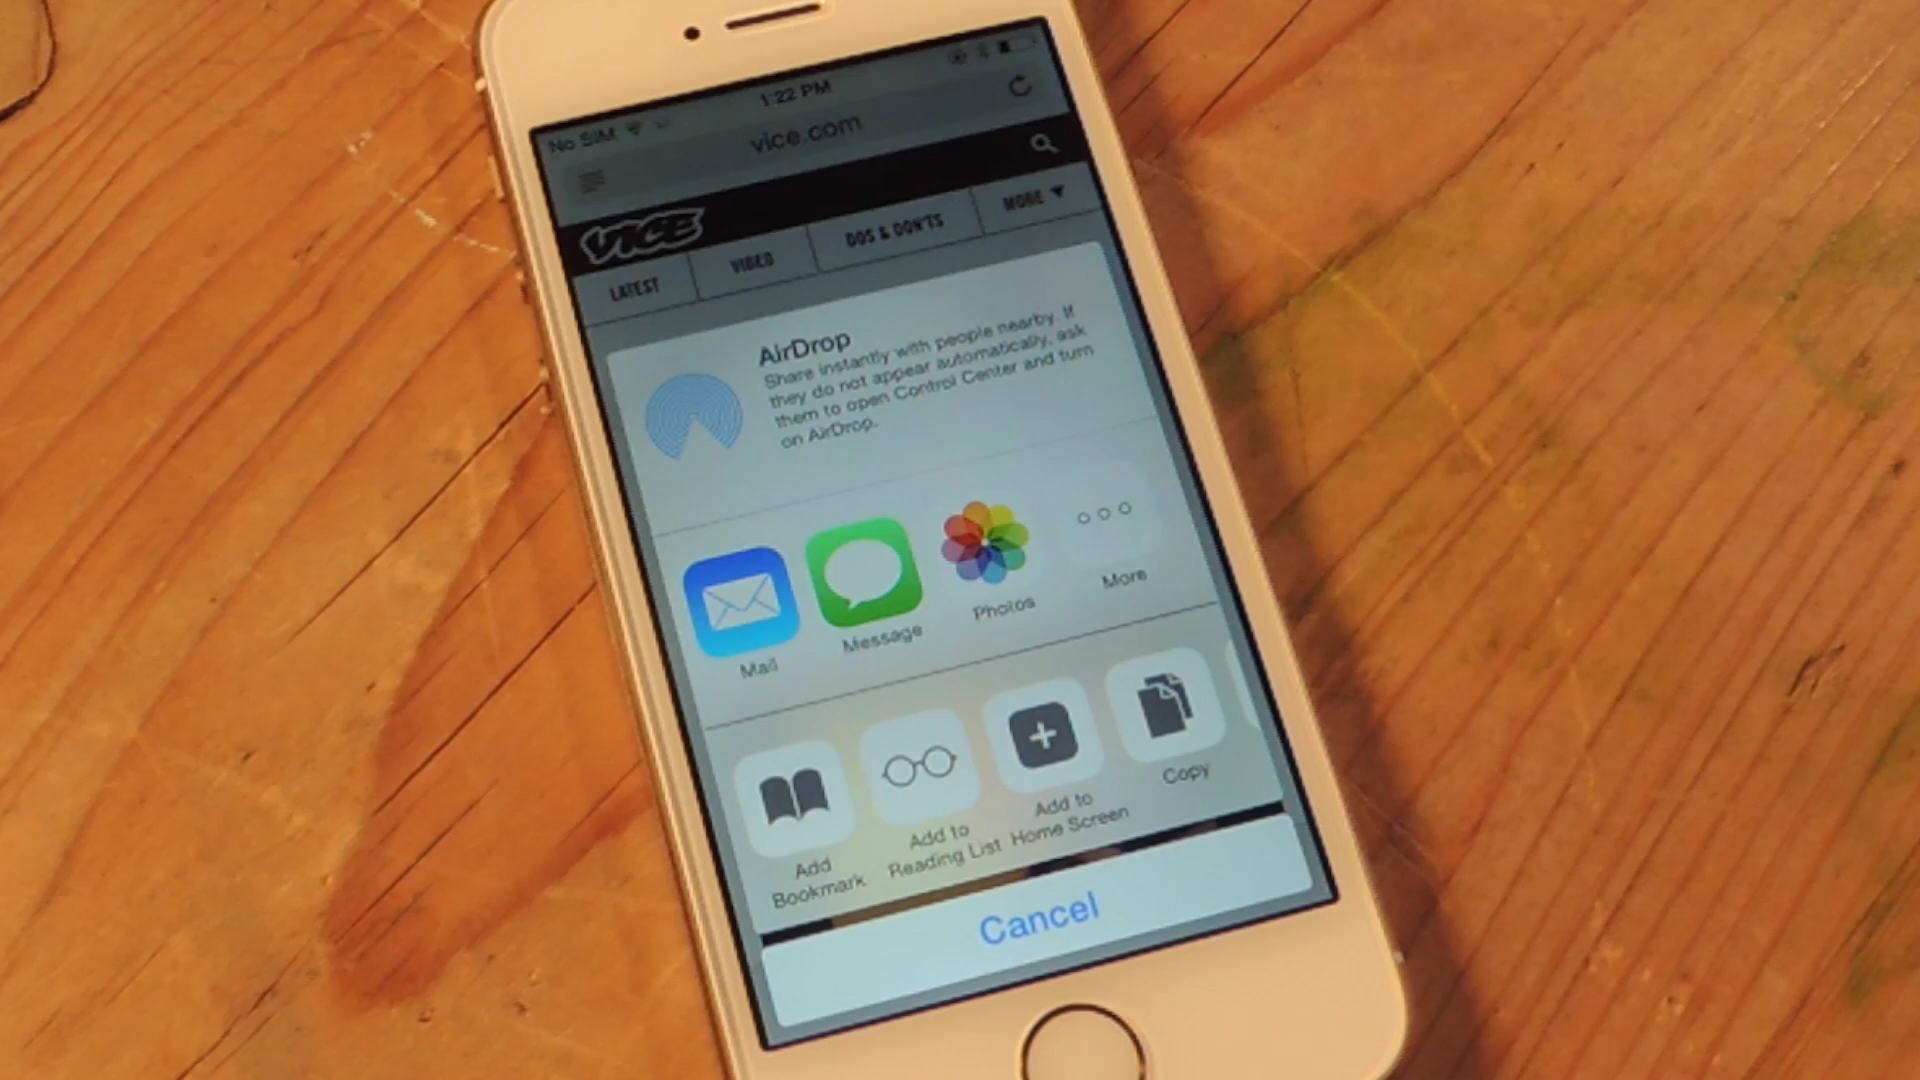 1:22 PM
No SIM
vice.com
VICE
LATEST
VIDEO
DOS & DON'TS
MORE
AirDrop
Share instantly with people nearby. If
they do not appear automatically, ask
them to open Control Center and turn
on AirDrop.
Mail
Message
Photos
More
Add
Bookmark
Add to
Reading List
Add to
Home Screen
Copy
Cancel